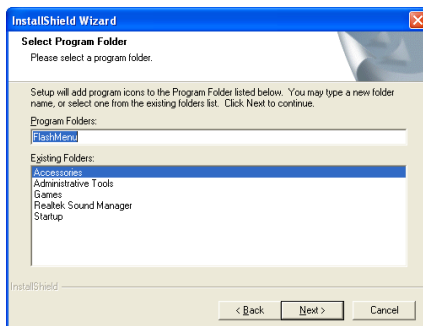 InstallShield Wizard
Select Program Folder
Please select a program folder.
Setup will add program icons to the Program Folder listed below. You may type a new folder
name, or select one from the existing folders list. Click Next to continue.
Program Folders:
FlashMenu
Existing Folders:
Accessories
Administrative Tools
Games
Realtek Sound Manager
Startup
InstallShield
< Back Next > Cancel